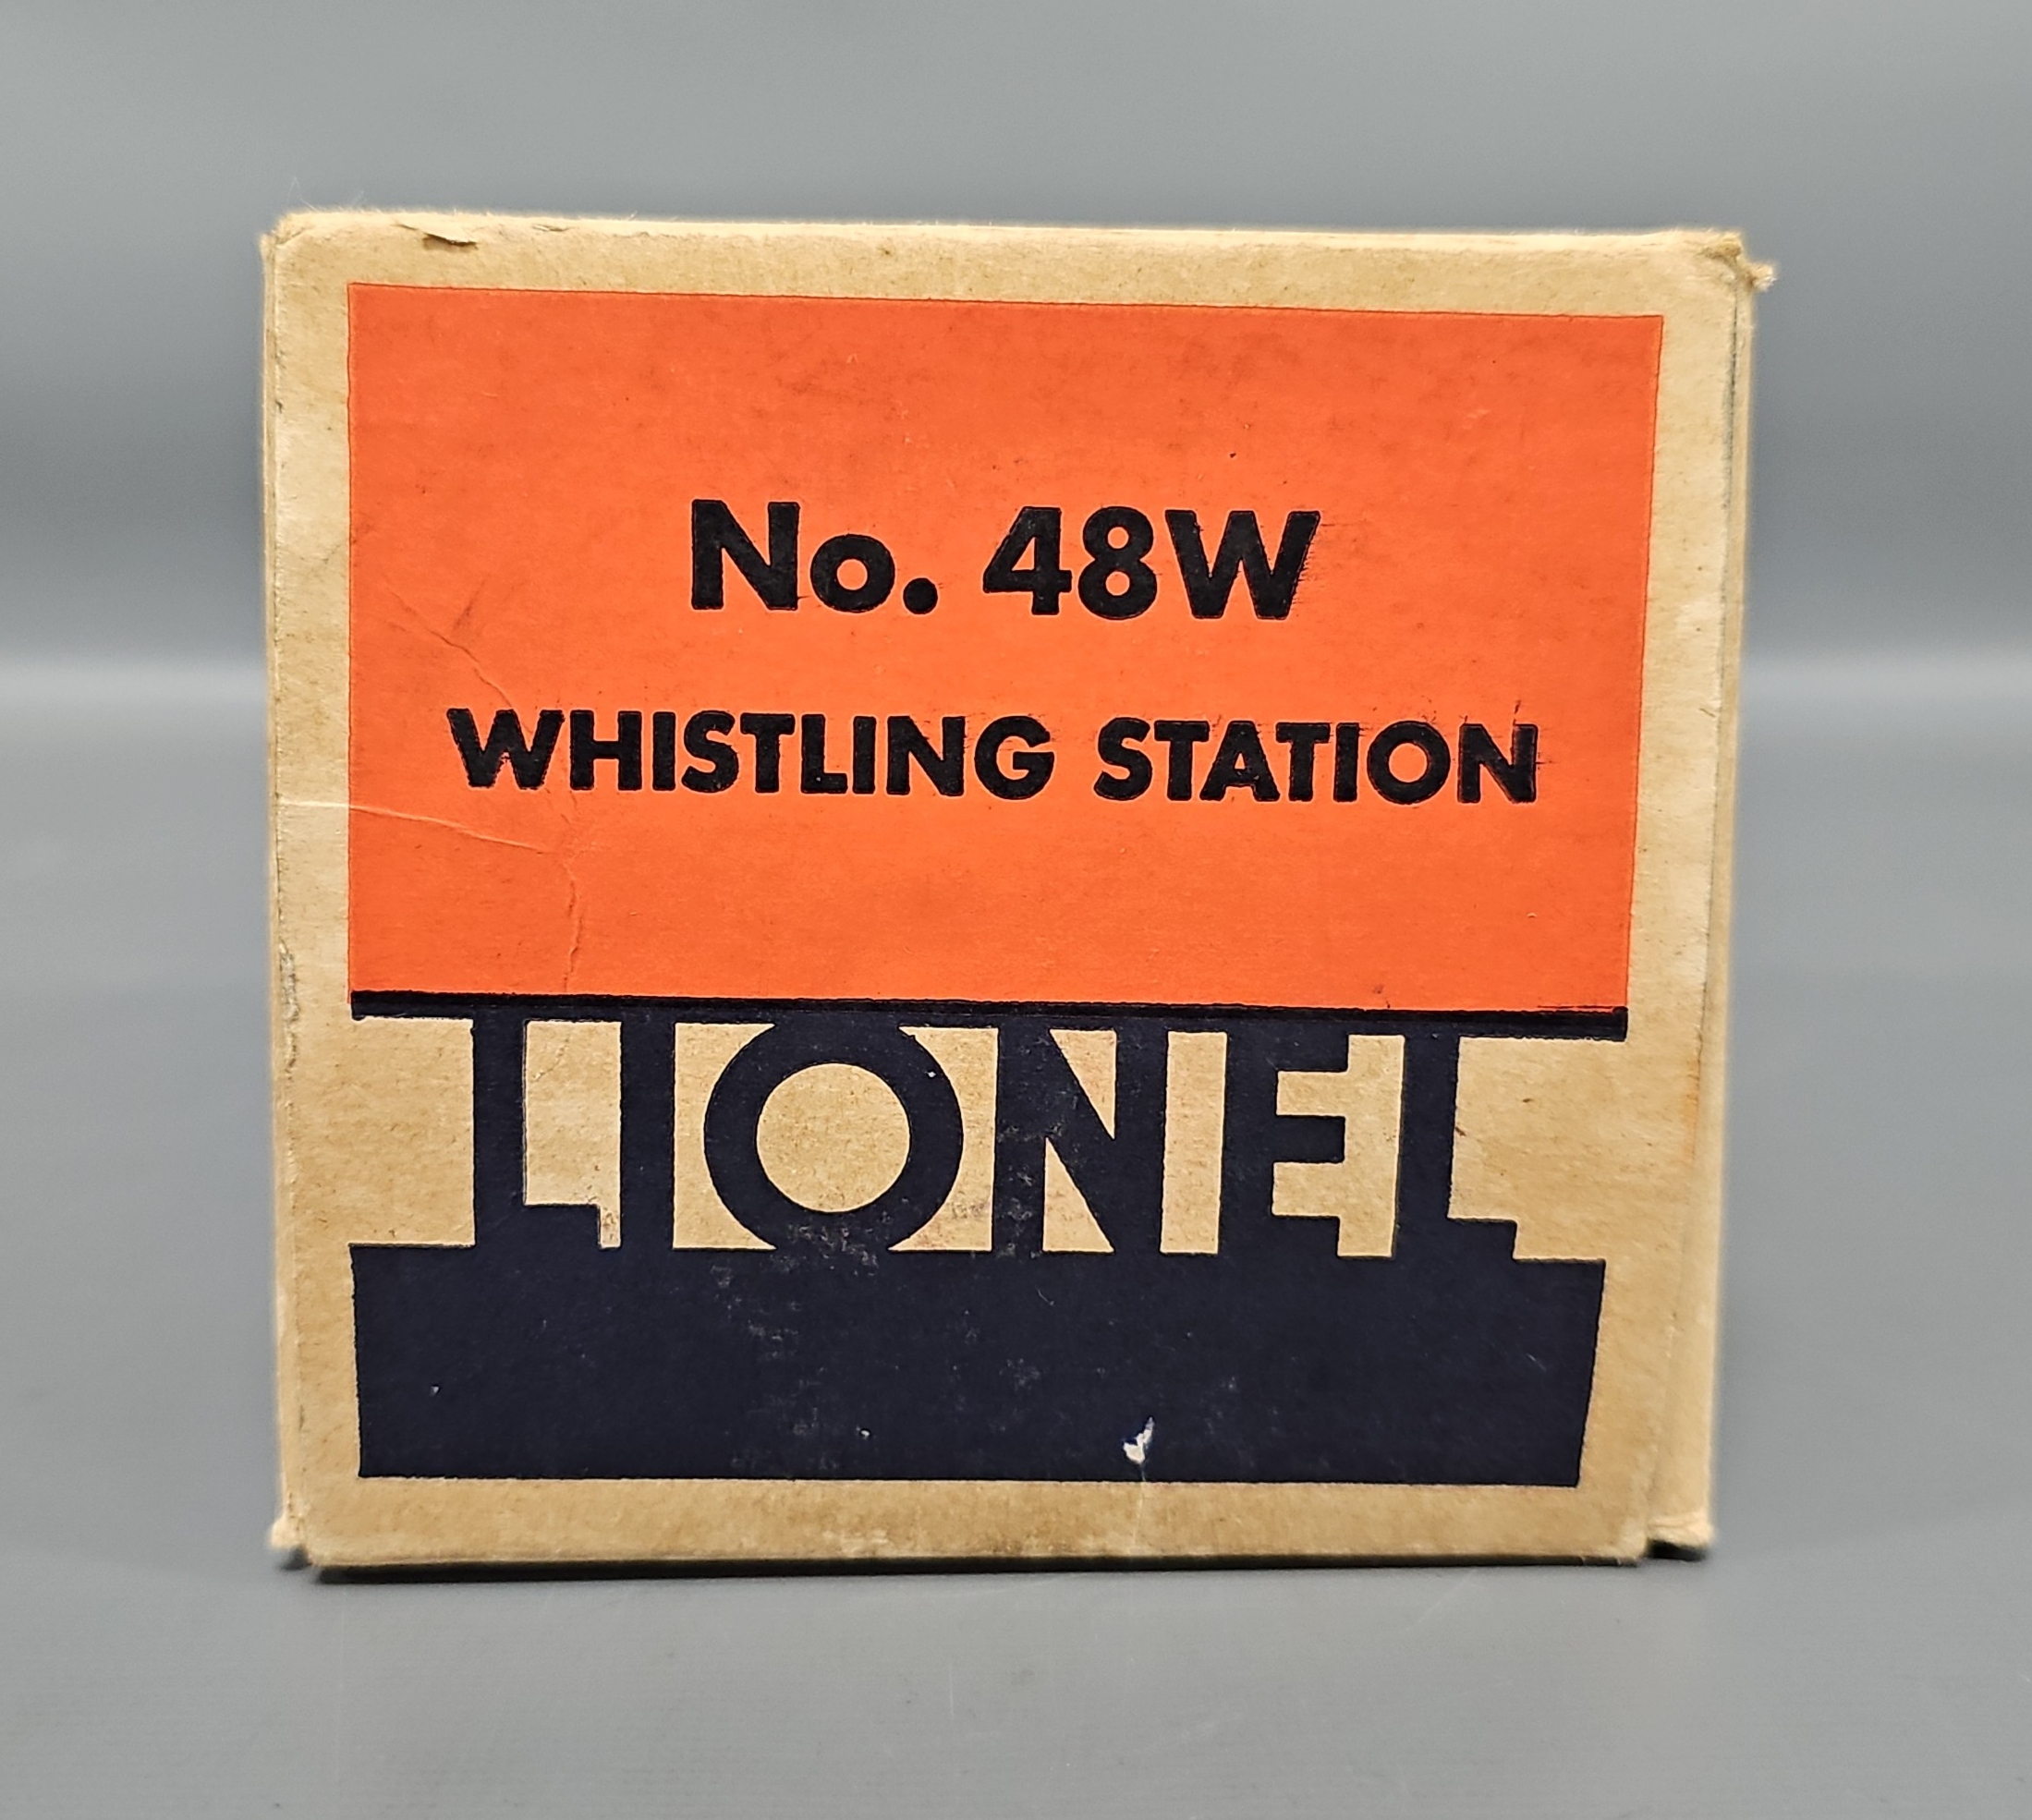 No. 48W
WHISTLING STATION
LIONEL